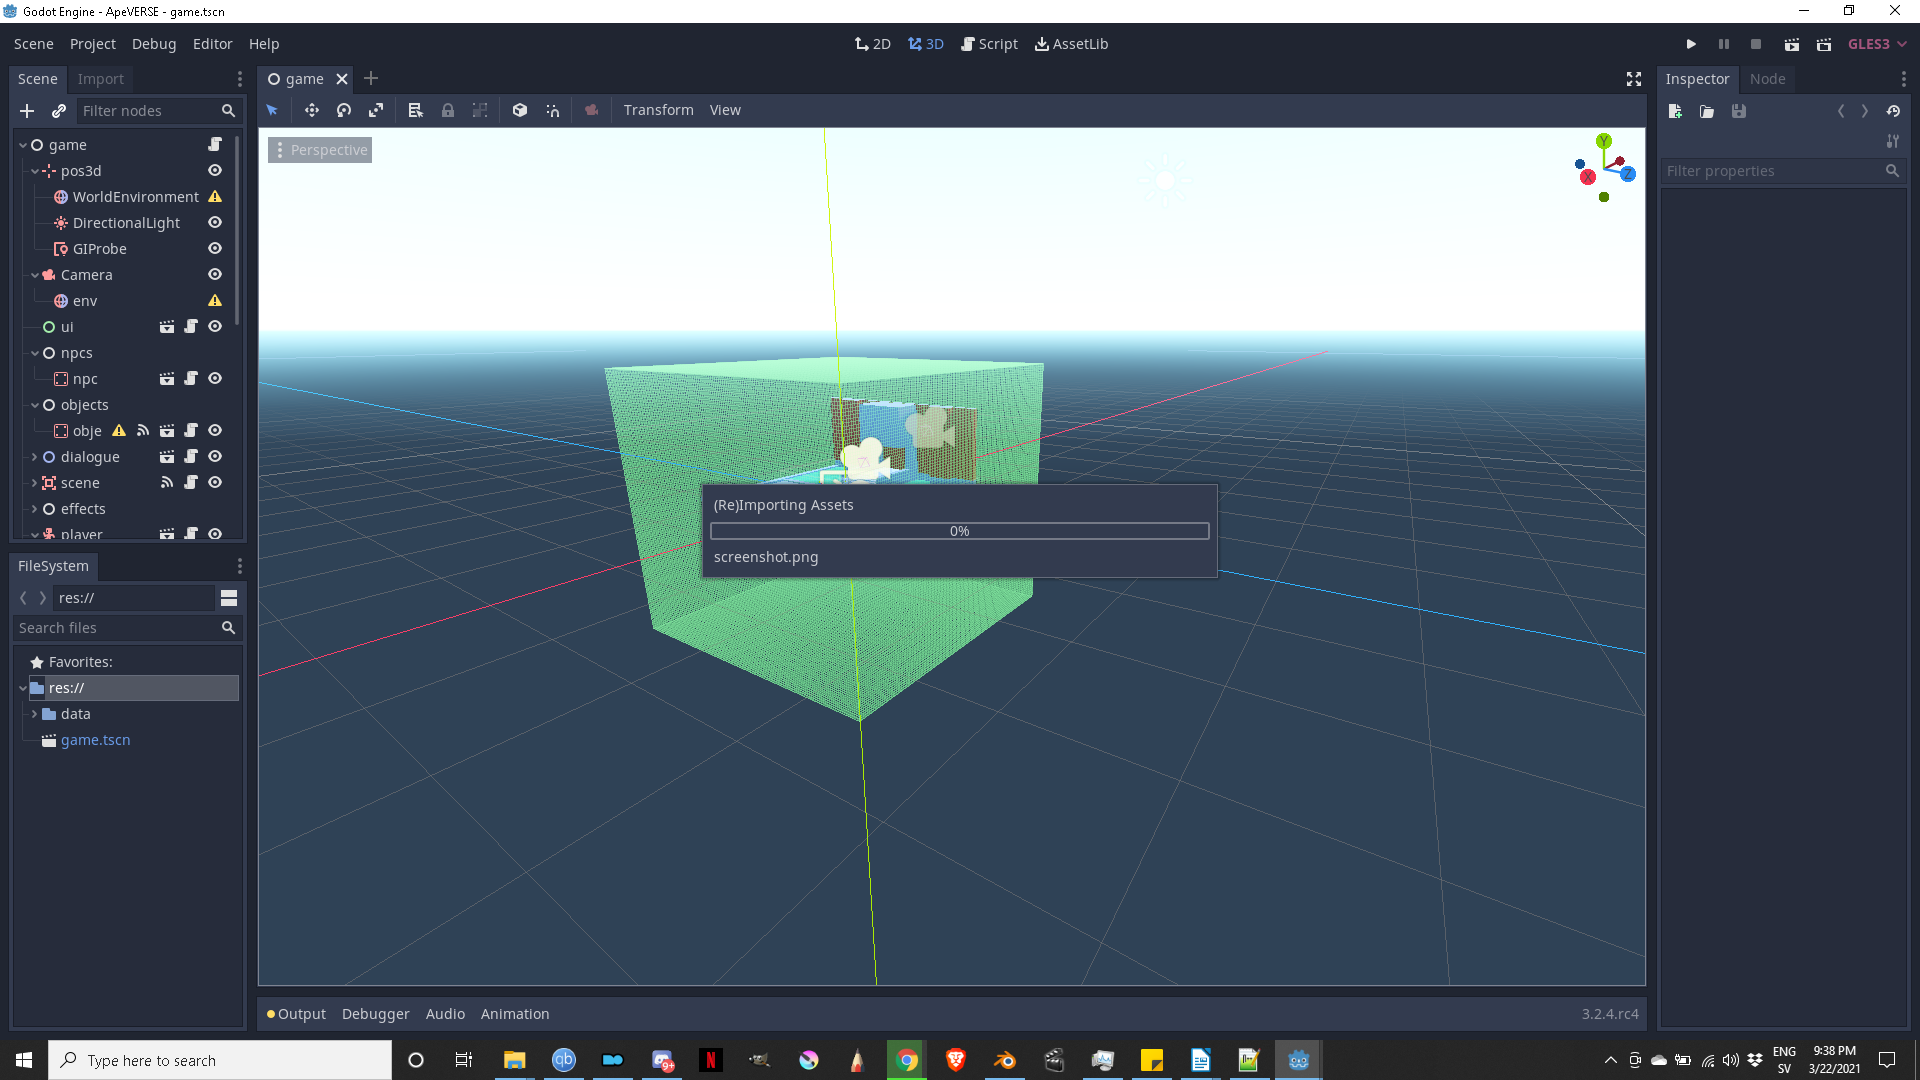 Godot Engine - ApeVERSE - game.tscn
Scene Project Debug Editor Help
2D 3D Script AssetLib
GLES3
Scene Import
game
Inspector Node
Filter nodes
Transform View
game
Perspective
pos3d
Filter properties
WorldEnvironment
DirectionalLight
GIProbe
Camera
env
ui
npcs
npc
objects
obje
dialogue
scene
effects
player
(Re)Importing Assets
0%
screenshot.png
FileSystem
res://
Search files
Favorites:
res://
data
game.tscn
Output Debugger Audio Animation
3.2.4.rc4
Type here to search
qb
9+
N
ENG
SV
9:38 PM
3/22/2021
Y
X
Z